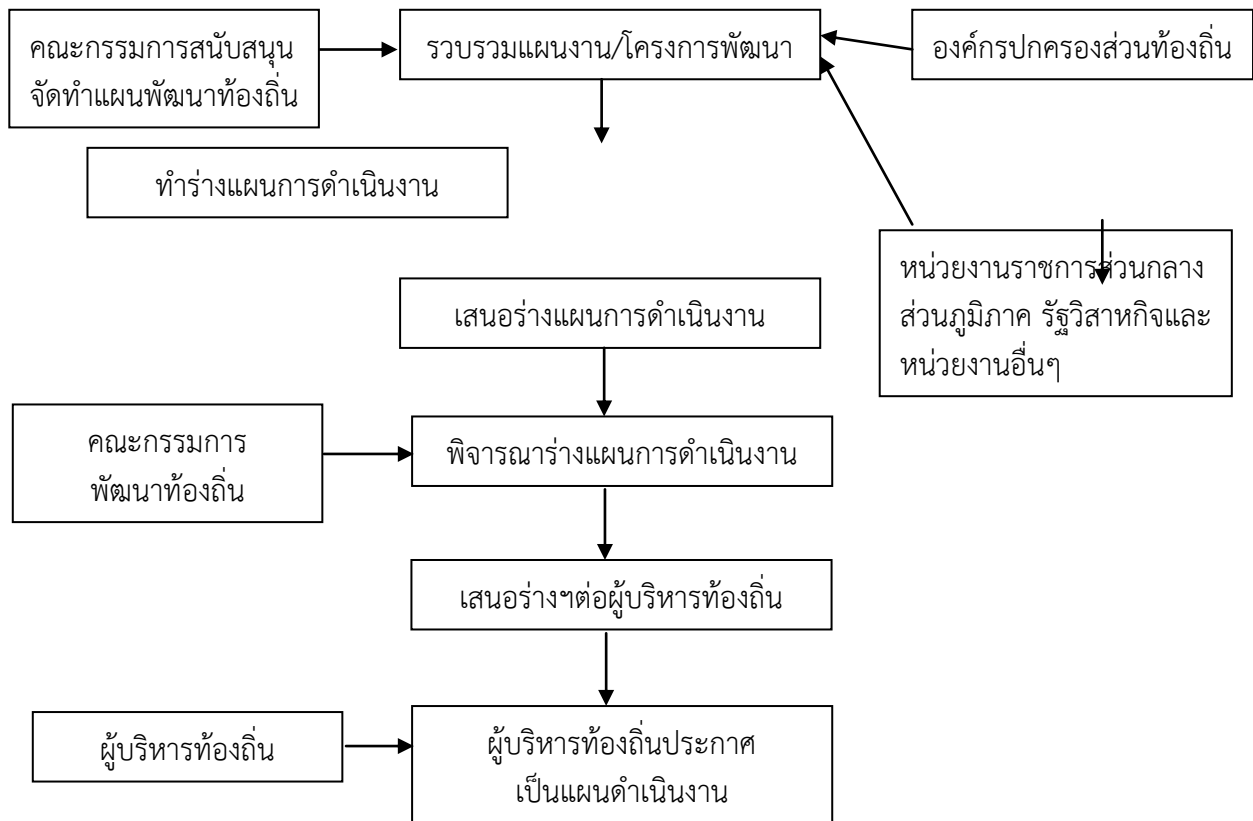 คณะกรรมการสนับสนุน
จัดทำแผนพัฒนาท้องถิ่น
รวบรวมแผนงาน/โครงการพัฒนา
องค์กรปกครองส่วนท้องถิ่น
ทำร่างแผนการดำเนินงาน
หน่วยงานราชการส่วนกลาง
ส่วนภูมิภาค รัฐวิสาหกิจและ
หน่วยงานอื่นๆ
เสนอร่างแผนการดำเนินงาน
คณะกรรมการ
พัฒนาท้องถิ่น
พิจารณาร่างแผนการดำเนินงาน
เสนอร่างฯต่อผู้บริหารท้องถิ่น
ผู้บริหารท้องถิ่น
ผู้บริหารท้องถิ่นประกาศ
เป็นแผนดำเนินงาน